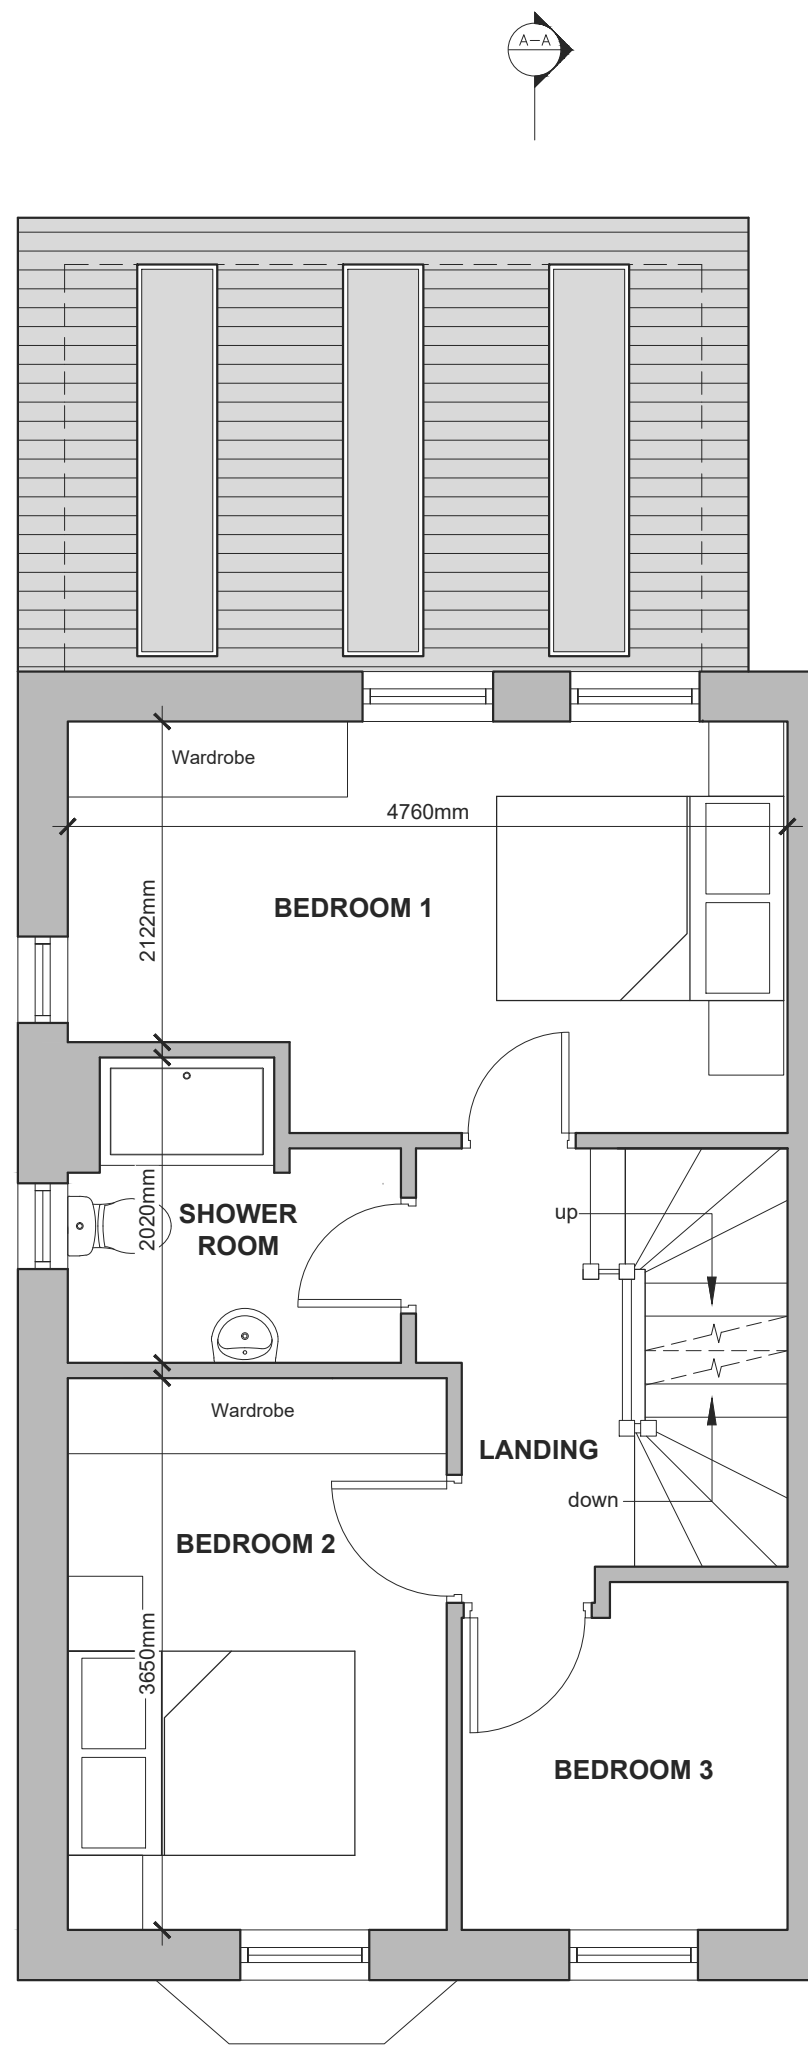 A-A
Wardrobe
4760mm
2122mm
BEDROOM 1
2020mm
SHOWER
ROOM
up
Wardrobe
LANDING
down
BEDROOM 2
3650mm
BEDROOM 3